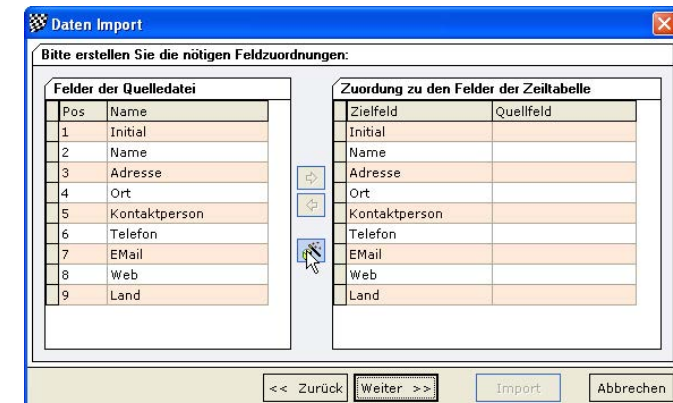 Daten Import
Bitte erstellen Sie die nötigen Feldzuordnungen:
Felder der Quelledatei
Pos Name
1 Initial
2 Name
3 Adresse
4 Ort
5 Kontaktperson
6 Telefon
7 EMail
8 Web
9 Land
Zuordung zu den Felder der Zeiltabelle
Zielfeld Quellfeld
Initial
Name
Adresse
Ort
Kontaktperson
Telefon
EMail
Web
Land
<< Zurück Weiter >> Import Abbrechen